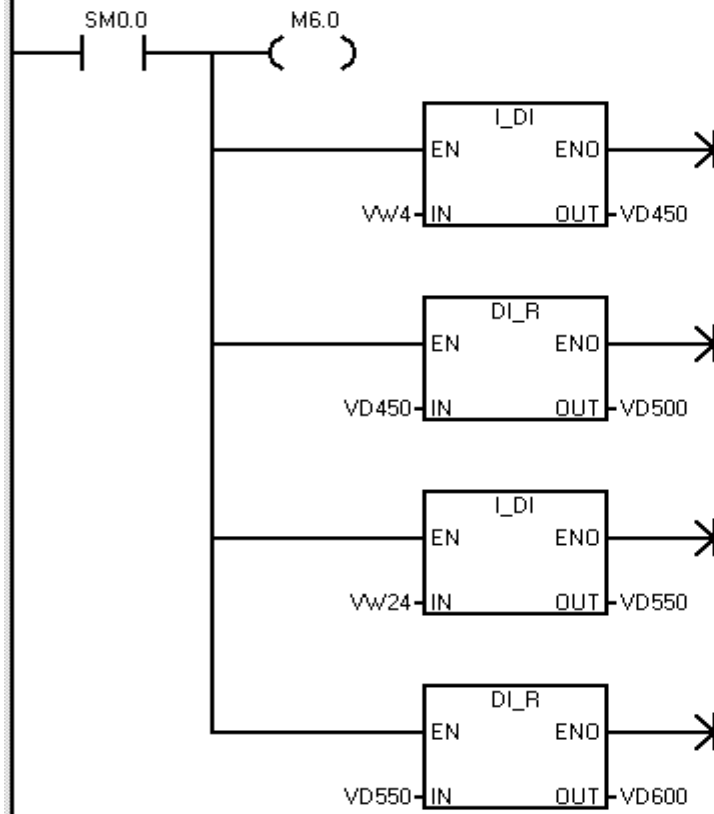 SM0.0 M6.0
I_DI
EN ENO
VW4 IN OUT VD450
DI_R
EN ENO
VD450 IN OUT VD500
I_DI
EN ENO
VW24 IN OUT VD550
DI_R
EN ENO
VD550 IN OUT VD600